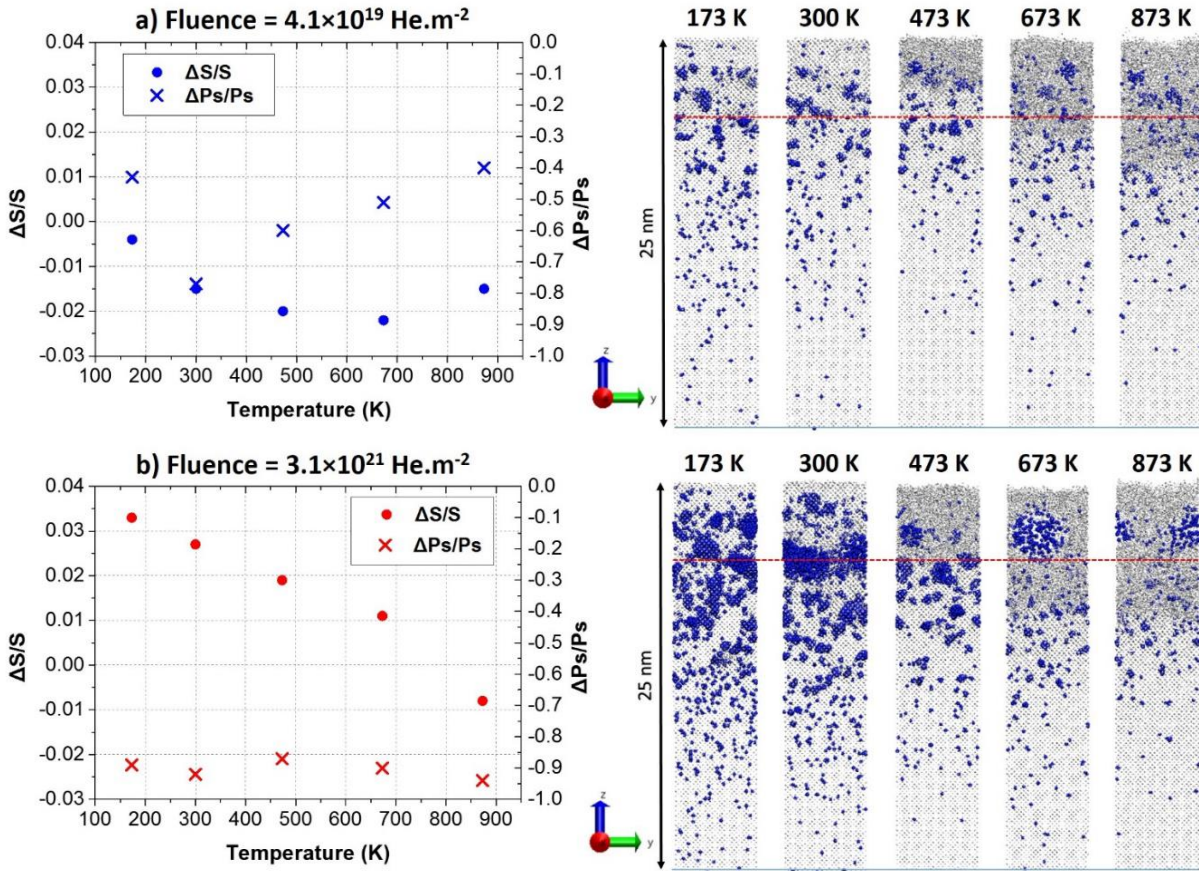 a) Fluence = 4.1×10¹⁹ He.m⁻²
ΔS/S
ΔPs/Ps
0.04
0.03
0.02
0.01
0.00
-0.01
-0.02
-0.03
ΔS/S
0.0
-0.1
-0.2
-0.3
-0.4
-0.5
-0.6
-0.7
-0.8
-0.9
-1.0
ΔPs/Ps
100 200 300 400 500 600 700 800 900
Temperature (K)
173 K 300 K 473 K 673 K 873 K
25 nm
z
y
b) Fluence = 3.1×10²¹ He.m⁻²
ΔS/S
ΔPs/Ps
0.04
0.03
0.02
0.01
0.00
-0.01
-0.02
-0.03
ΔS/S
0.0
-0.1
-0.2
-0.3
-0.4
-0.5
-0.6
-0.7
-0.8
-0.9
-1.0
ΔPs/Ps
100 200 300 400 500 600 700 800 900
Temperature (K)
173 K 300 K 473 K 673 K 873 K
25 nm
z
y